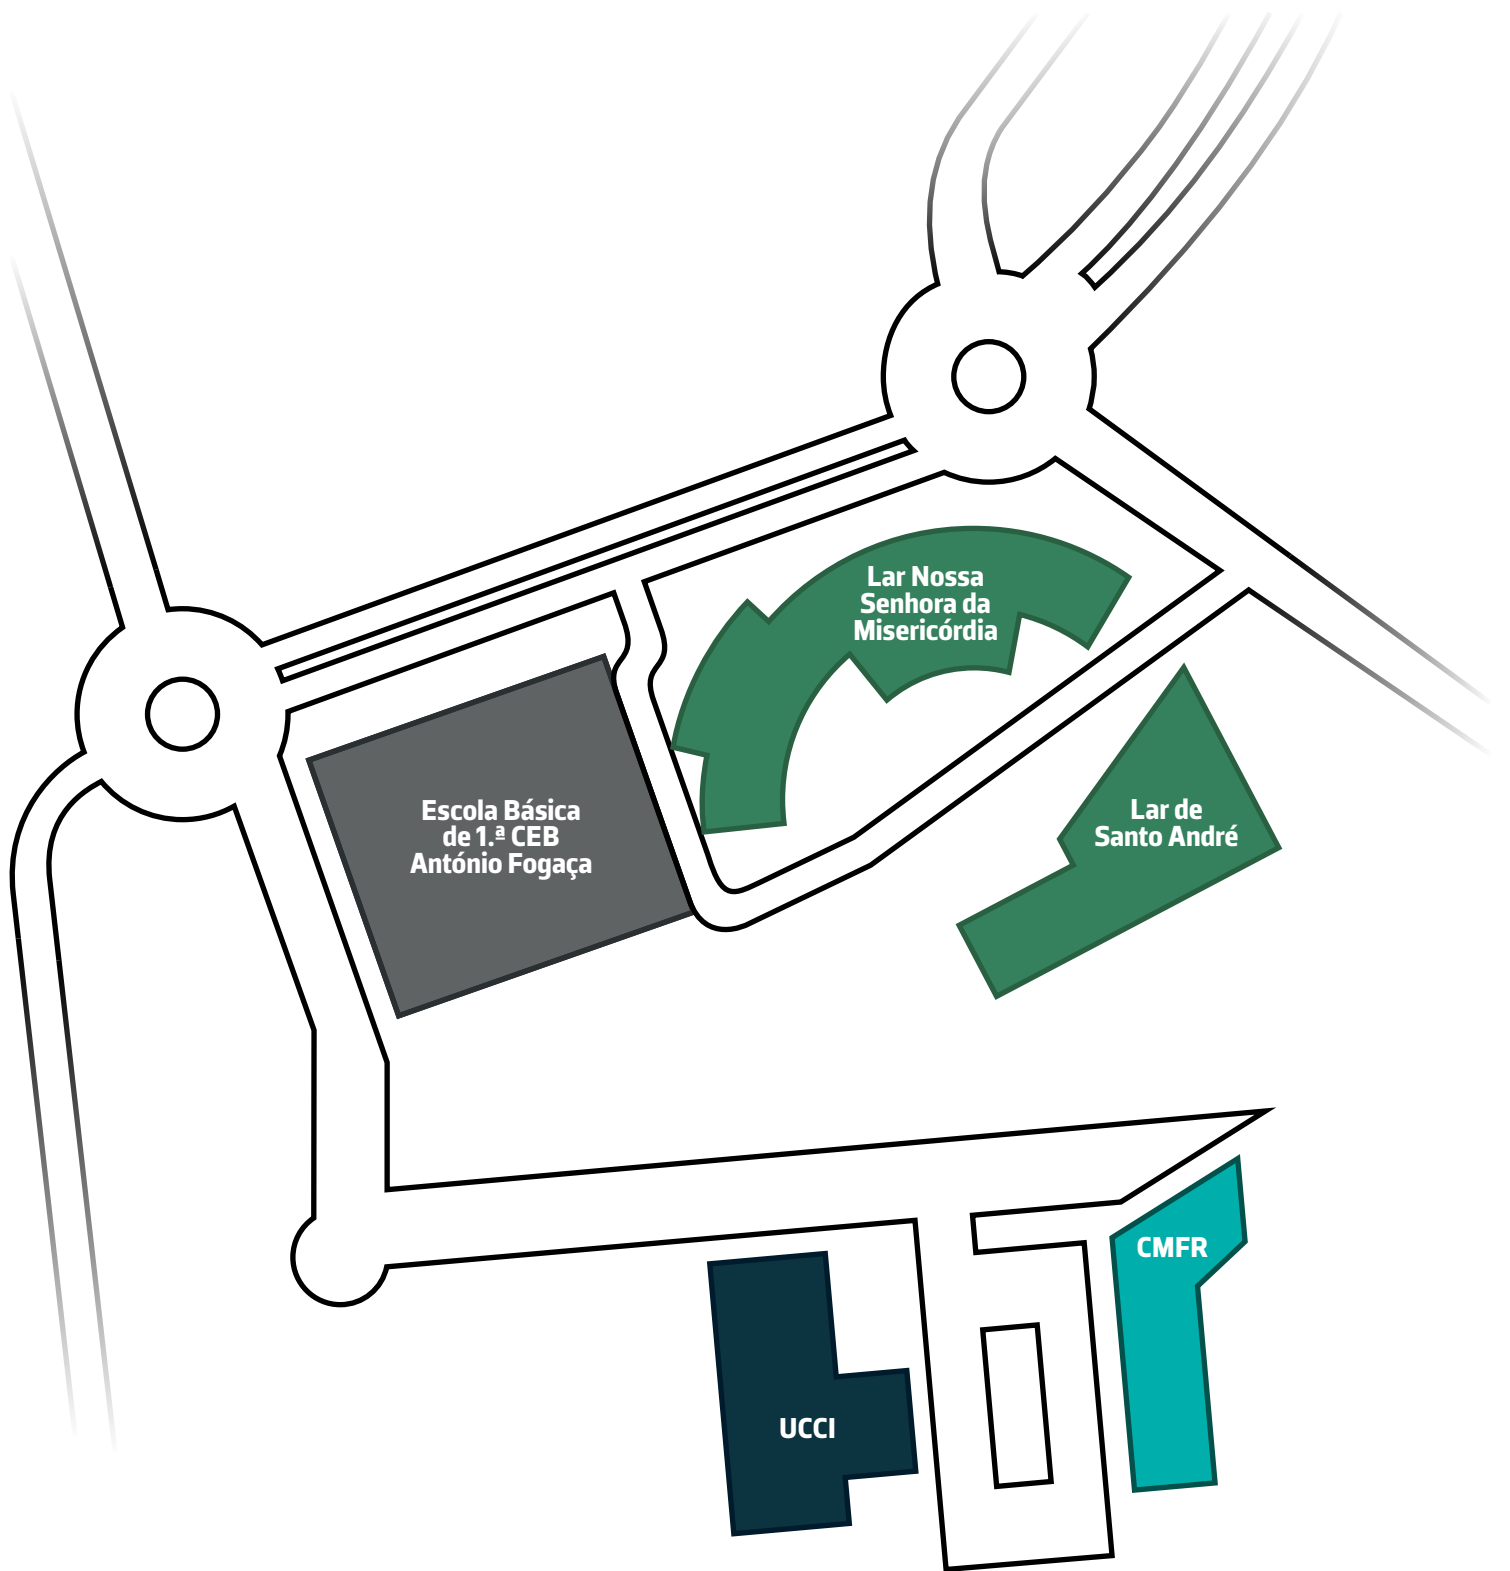 Lar Nossa
Senhora da
Misericórdia
Escola Básica
de 1.ª CEB
António Fogaça
Lar de
Santo André
CMFR
UCCI